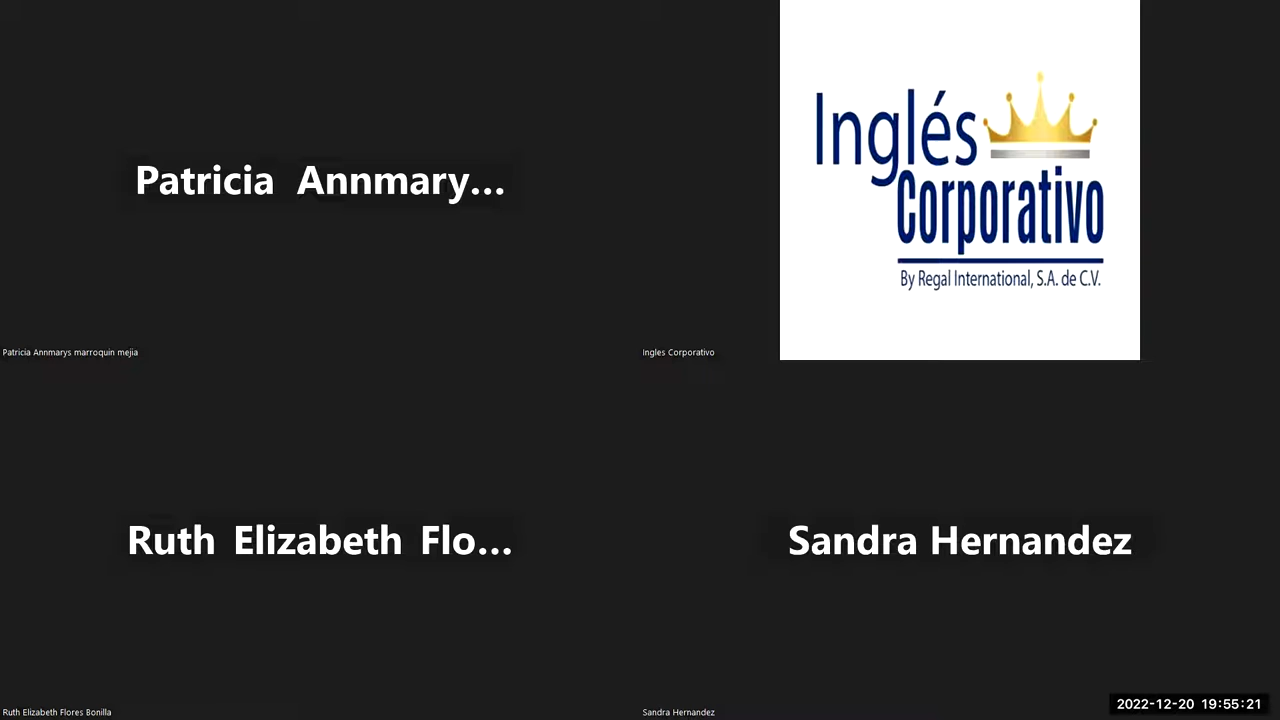 Patricia Annmary...
Patricia Annmarys marroquin mejia
Inglés
Corporativo
By Regal International, S.A. de C.V.
Ingles Corporativo
Ruth Elizabeth Flo...
Ruth Elizabeth Flores Bonilla
Sandra Hernandez
Sandra Hernandez
2022-12-20 19:55:21